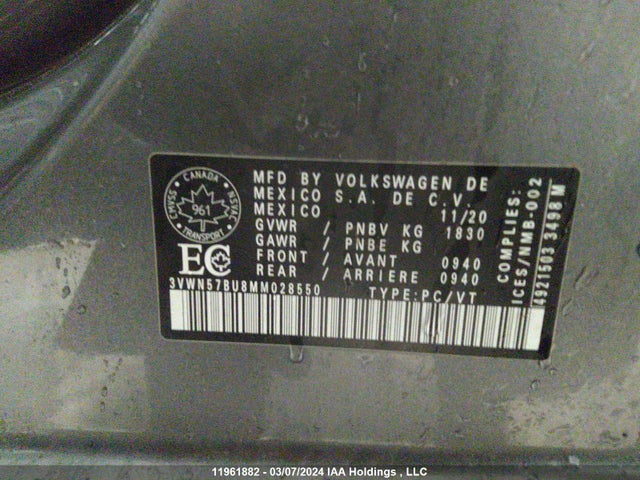 CANADA
CMVSS
961
NSVAC
TRANSPORT
EC
MFD BY VOLKSWAGEN DE
MEXICO S.A. DE C.V.
MEXICO 11/20
GVWR / PNBV KG 1830
GAWR / PNBE KG
FRONT / AVANT 0940
REAR / ARRIERE 0940
3VWN57BU8MM028550 TYPE:PC/VT
COMPLIES:
ICES/NMB-002
49271503 3498 M
11961882 - 03/07/2024 IAA Holdings , LLC